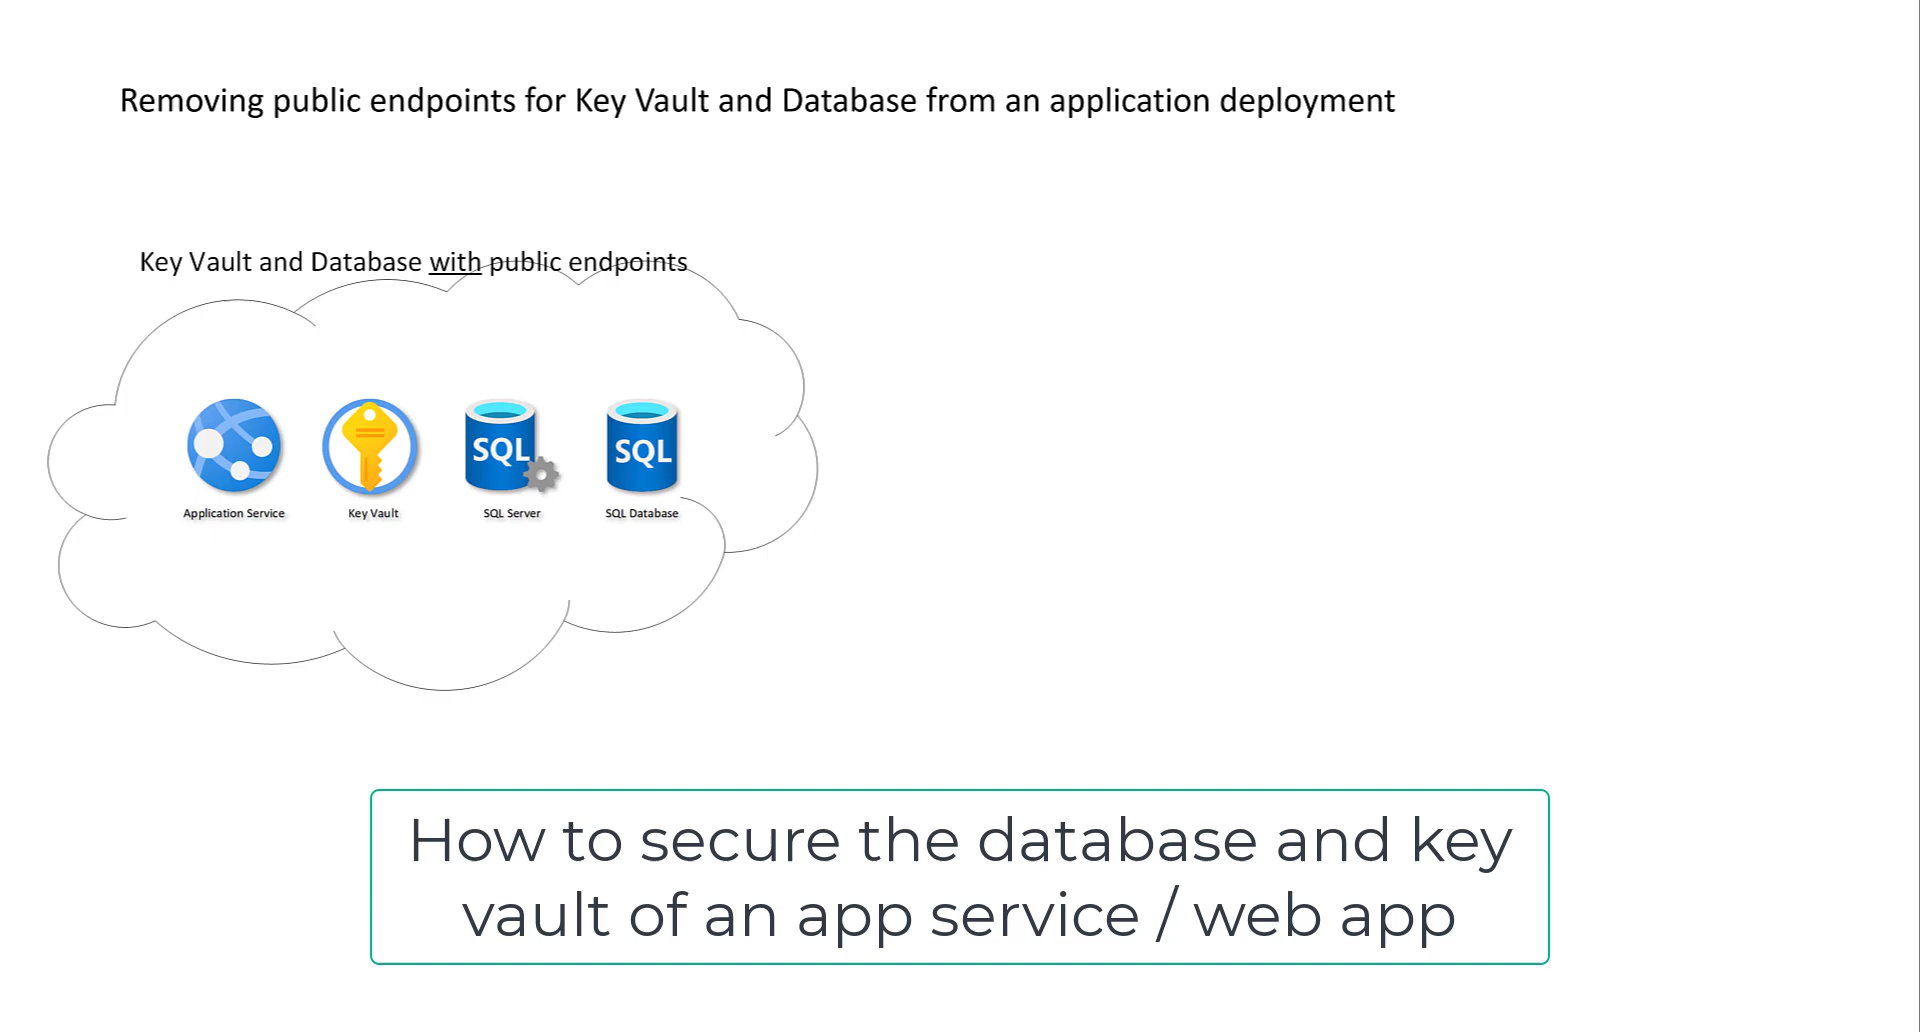 Removing public endpoints for Key Vault and Database from an application deployment
Key Vault and Database with public endpoints
SQL
SQL
Application Service
Key Vault
SQL Server
SQL Database
How to secure the database and key
vault of an app service / web app